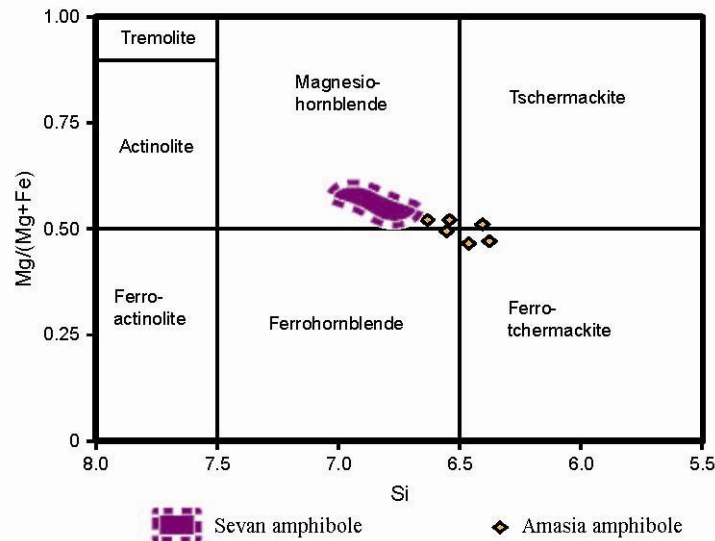 1.00
0.75
0.50
0.25
0
Mg/(Mg+Fe)
Tremolite
Actinolite
Ferro-
actinolite
Magnesio-
hornblende
Ferrohornblende
Tschermackite
Ferro-
tchermackite
8.0 7.5 7.0 6.5 6.0 5.5
Si
Sevan amphibole Amasia amphibole